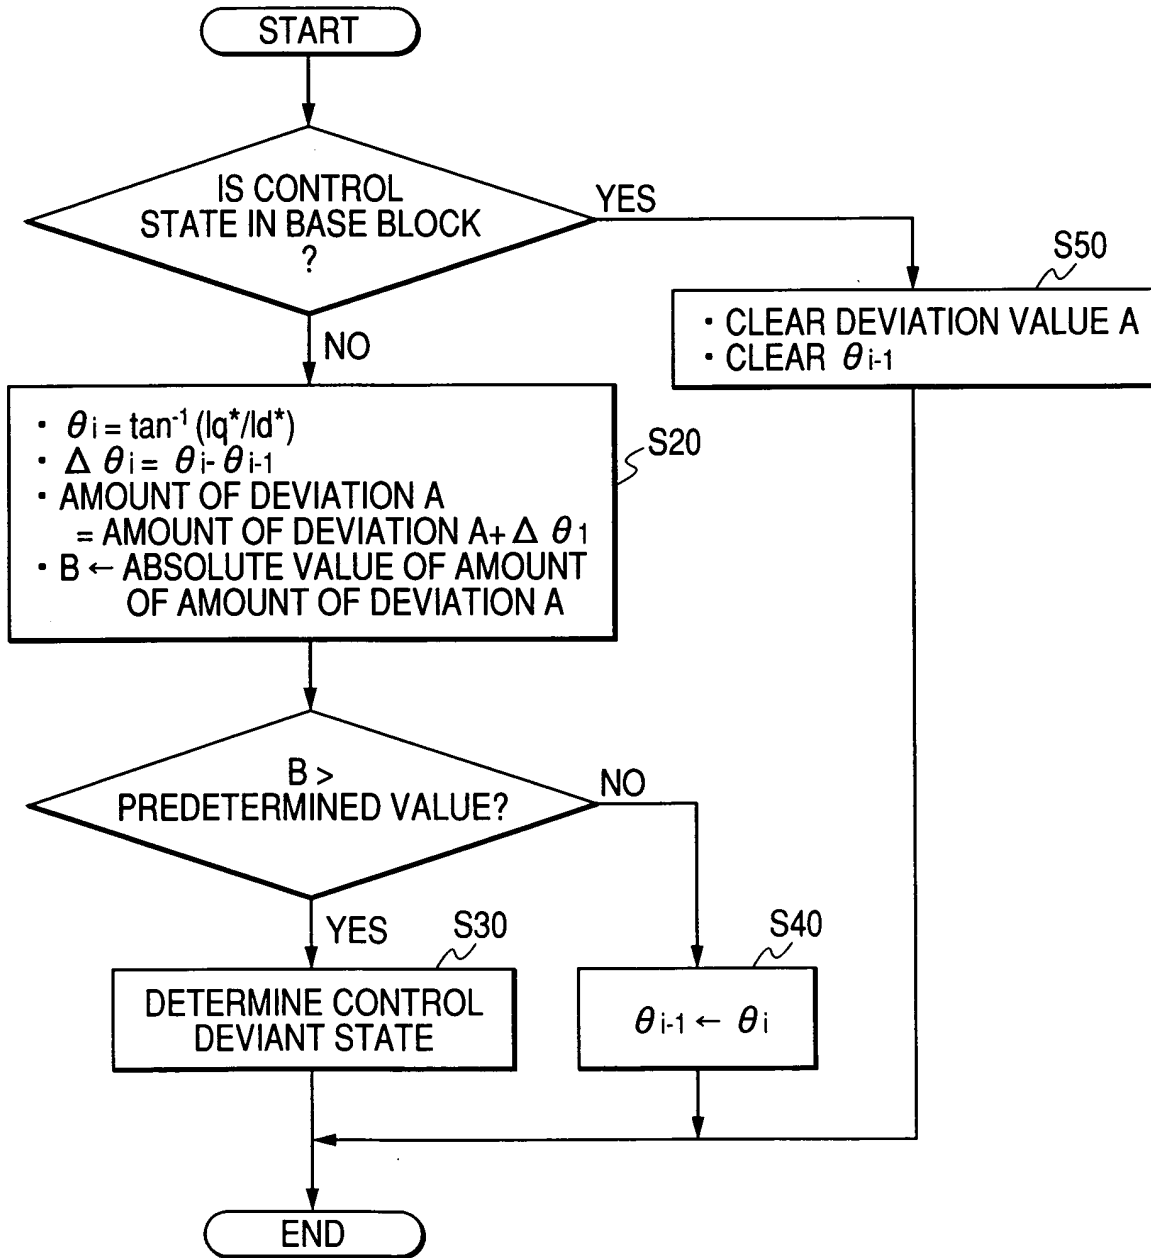 START
IS CONTROL
STATE IN BASE BLOCK
?
YES
NO
S50
・CLEAR DEVIATION VALUE A
・CLEAR θi-1
S20
・θi = tan⁻¹ (Iq*/Id*)
・Δθi = θi- θi-1
・AMOUNT OF DEVIATION A
= AMOUNT OF DEVIATION A+ Δθ1
・B ← ABSOLUTE VALUE OF AMOUNT
OF AMOUNT OF DEVIATION A
B >
PREDETERMINED VALUE?
NO
YES
S30
DETERMINE CONTROL
DEVIANT STATE
S40
θi-1 ← θi
END